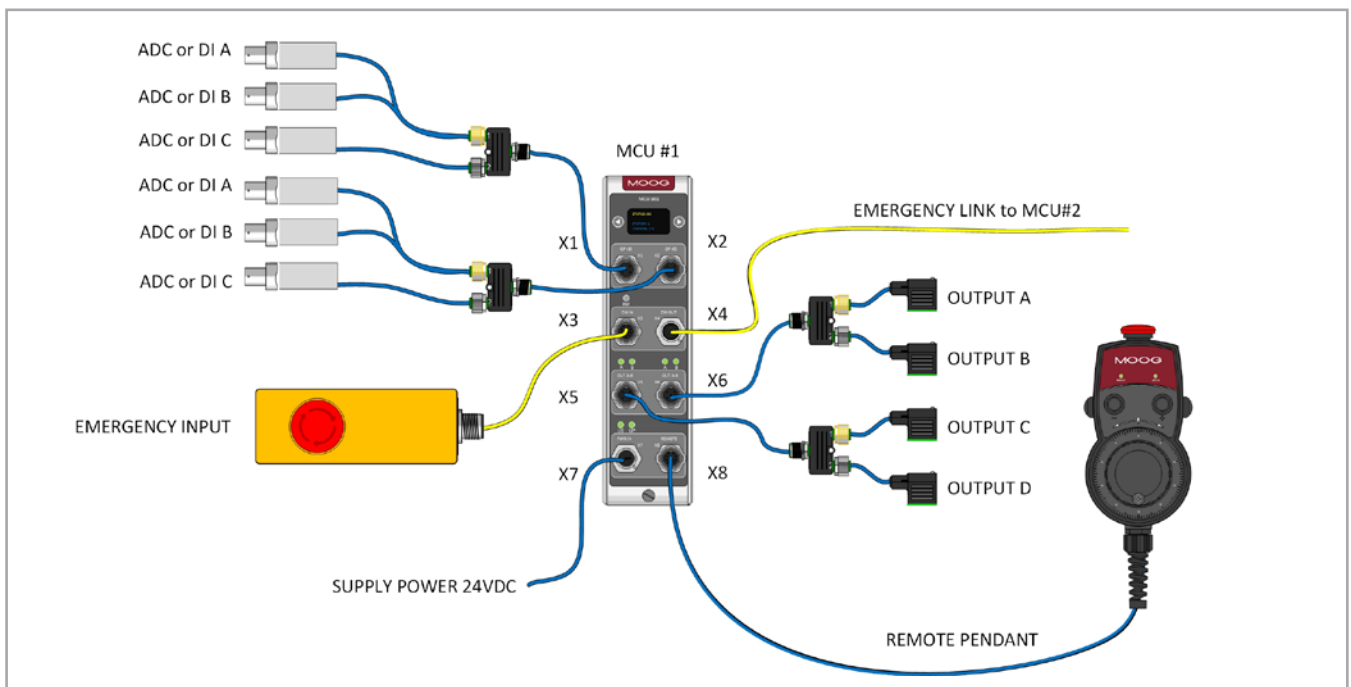 ADC or DI A
ADC or DI B
ADC or DI C
ADC or DI A
ADC or DI B
ADC or DI C
MCU #1
MOOG
X1
X2
X3
X4
X5
X6
X7
X8
EMERGENCY LINK to MCU#2
OUTPUT A
OUTPUT B
OUTPUT C
OUTPUT D
MOOG
EMERGENCY INPUT
SUPPLY POWER 24VDC
REMOTE PENDANT
REMOTE